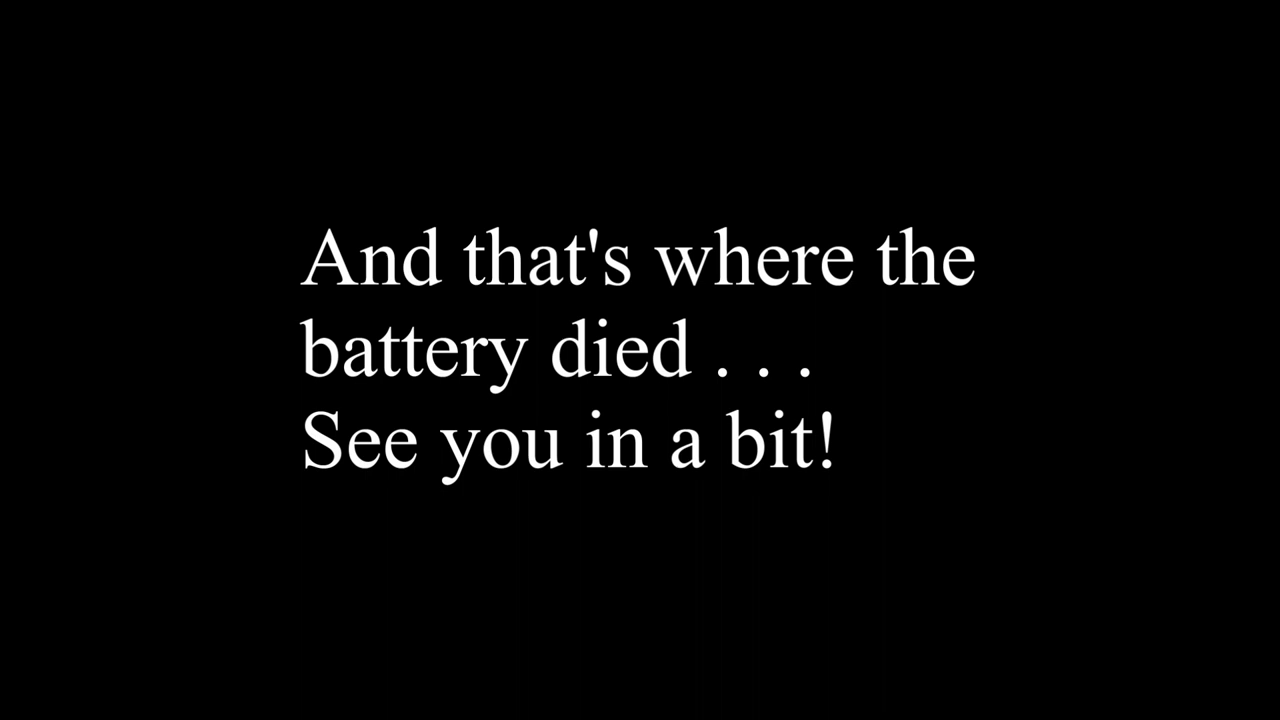 And that's where the
battery died . . .
See you in a bit!